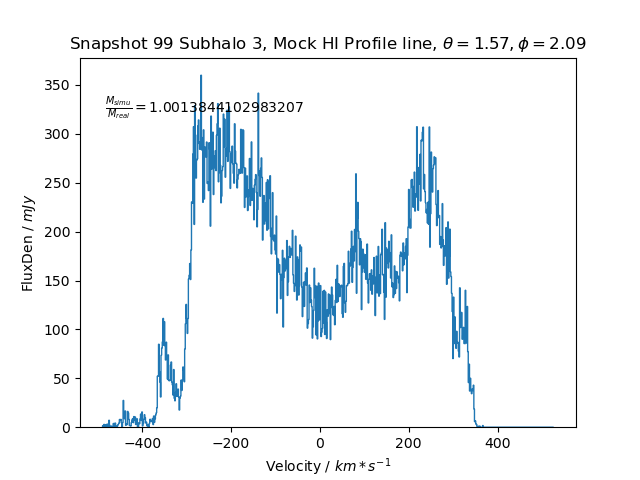 Snapshot 99 Subhalo 3, Mock HI Profile line, θ = 1.57, ϕ = 2.09
M_simu/M_real = 1.0013844102983207
FluxDen / mJy
350
300
250
200
150
100
50
0
−400 −200 0 200 400
Velocity / km * s⁻¹